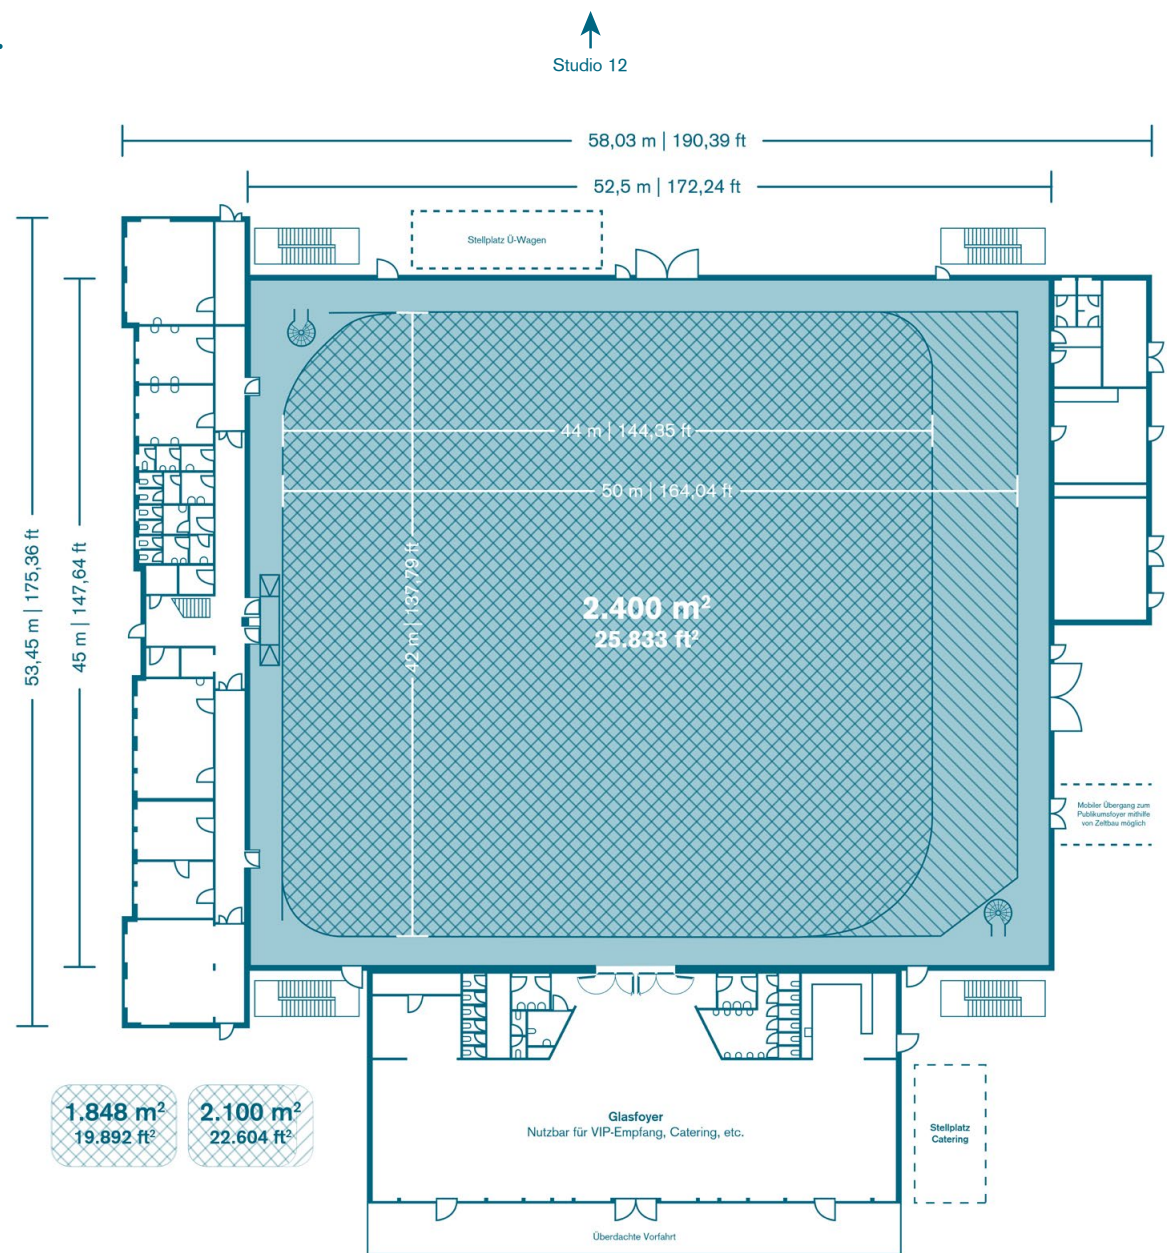 Studio 12
58,03 m | 190,39 ft
52,5 m | 172,24 ft
Stellplatz Ü-Wagen
44 m | 144,35 ft
50 m | 164,04 ft
53,45 m | 175,36 ft
45 m | 147,64 ft
42 m | 137,79 ft
2.400 m²
25.833 ft²
Mobiler Übergang zum
Publikumsfoyer mithilfe
von Zeltbau möglich
1.848 m²
19.892 ft²
2.100 m²
22.604 ft²
Glasfoyer
Nutzbar für VIP-Empfang, Catering, etc.
Stellplatz
Catering
Überdachte Vorfahrt